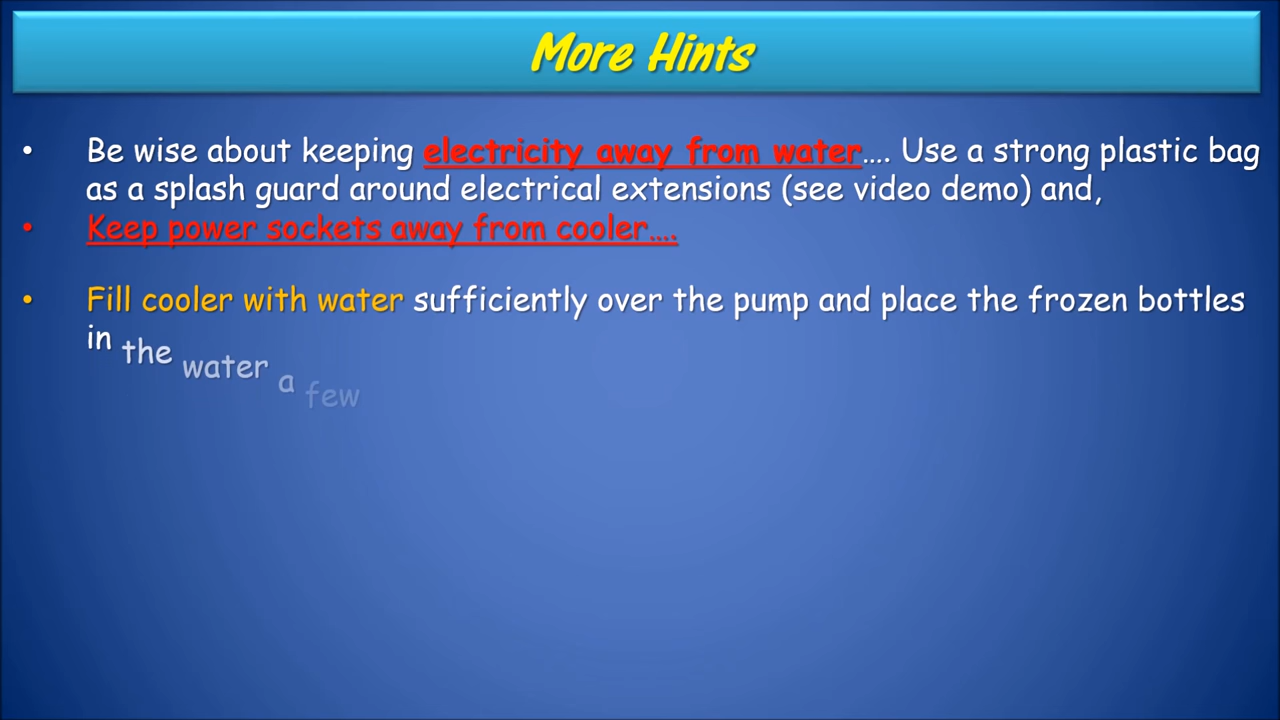 More Hints
• Be wise about keeping electricity away from water…. Use a strong plastic bag
as a splash guard around electrical extensions (see video demo) and,
• Keep power sockets away from cooler….
• Fill cooler with water sufficiently over the pump and place the frozen bottles
in the water a few